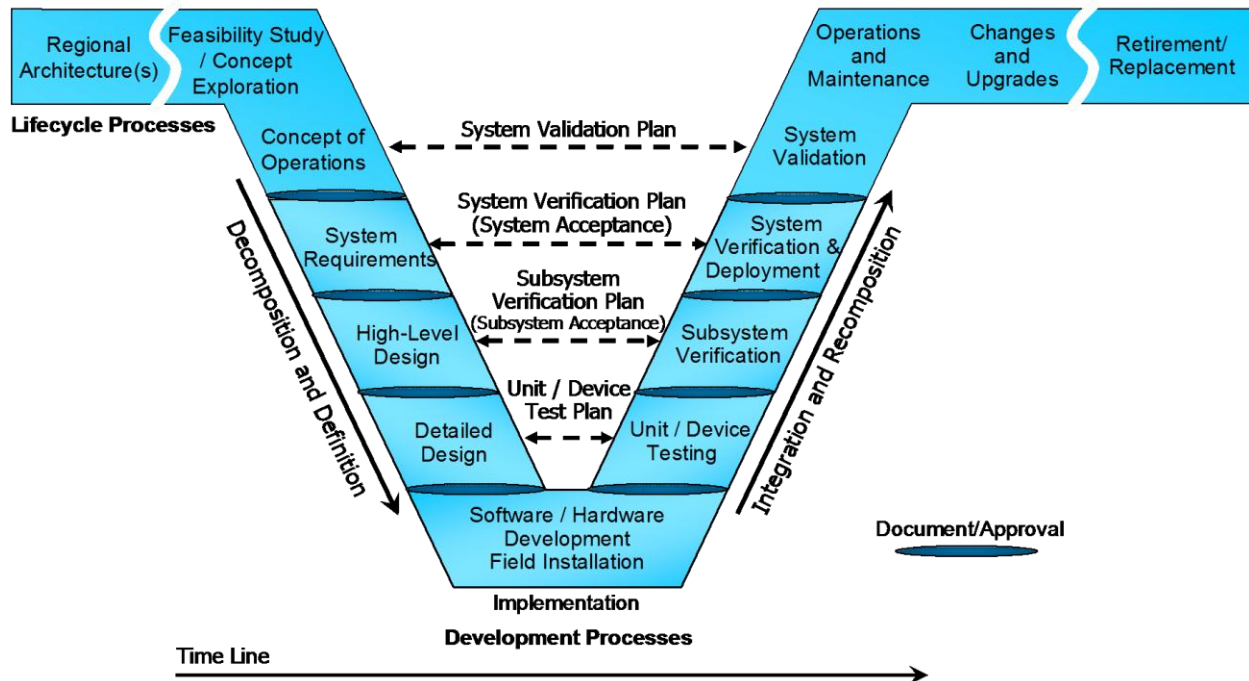 Regional
Architecture(s)
Feasibility Study
/ Concept
Exploration
Operations
and
Maintenance
Changes
and
Upgrades
Retirement/
Replacement
Lifecycle Processes
Concept of
Operations
System Validation Plan
System
Validation
Decomposition and Definition
System
Requirements
System Verification Plan
(System Acceptance)
System
Verification &
Deployment
Integration and Recomposition
High-Level
Design
Subsystem
Verification Plan
(Subsystem Acceptance)
Subsystem
Verification
Detailed
Design
Unit / Device
Test Plan
Unit / Device
Testing
Software / Hardware
Development
Field Installation
Document/Approval
Implementation
Development Processes
Time Line